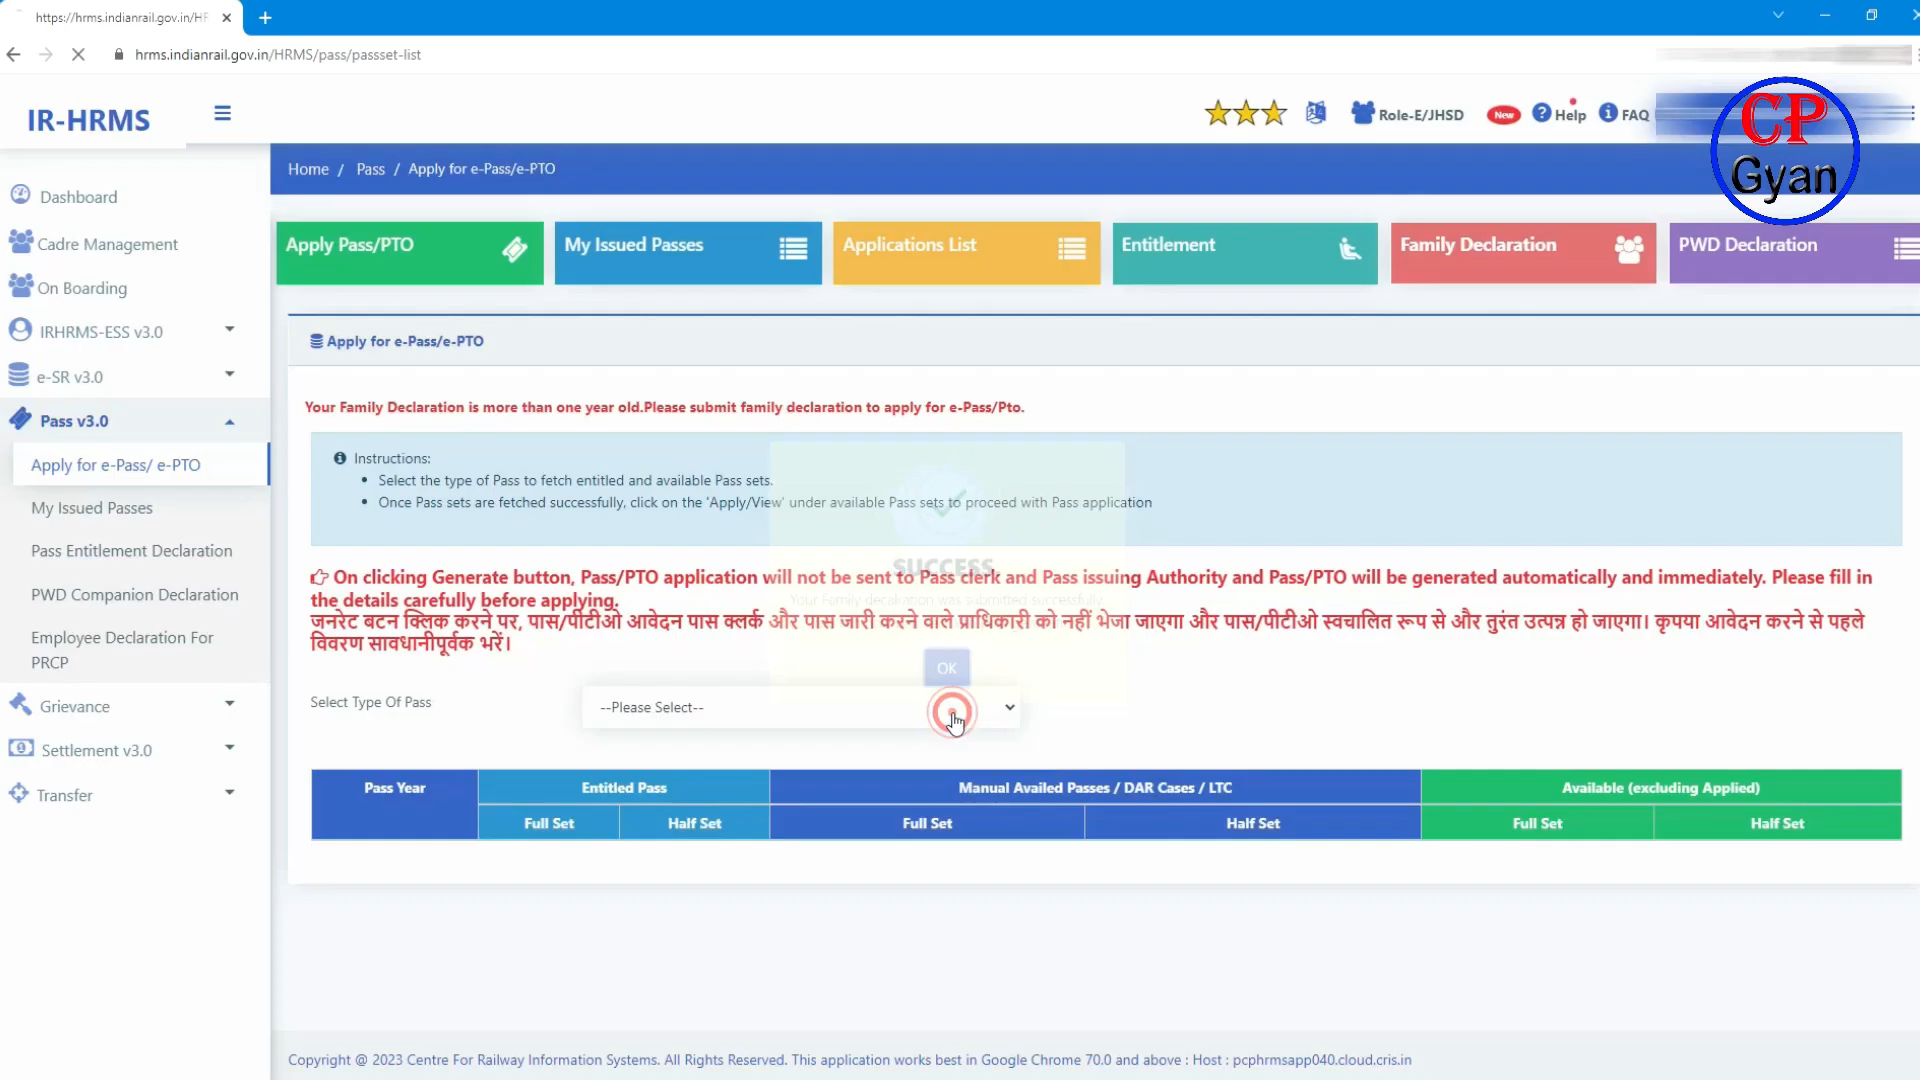 https://hrms.indianrail.gov.in/HF
hrms.indianrail.gov.in/HRMS/pass/passset-list
IR-HRMS
Role-E/JHSD
New
Help
FAQ
CP
Gyan
Home / Pass / Apply for e-Pass/e-PTO
Dashboard
Cadre Management
On Boarding
IRHRMS-ESS v3.0
e-SR v3.0
Pass v3.0
Apply for e-Pass/ e-PTO
My Issued Passes
Pass Entitlement Declaration
PWD Companion Declaration
Employee Declaration For
PRCP
Grievance
Settlement v3.0
Transfer
Apply Pass/PTO
My Issued Passes
Applications List
Entitlement
Family Declaration
PWD Declaration
Apply for e-Pass/e-PTO
Your Family Declaration is more than one year old.Please submit family declaration to apply for e-Pass/Pto.
Instructions:
Select the type of Pass to fetch entitled and available Pass sets.
Once Pass sets are fetched successfully, click on the 'Apply/View' under available Pass sets to proceed with Pass application
SUCCESS
On clicking Generate button, Pass/PTO application will not be sent to Pass clerk and Pass issuing Authority and Pass/PTO will be generated automatically and immediately. Please fill in
the details carefully before applying.
Your Family decalration was submitted successfully
जनरेट बटन क्लिक करने पर, पास/पीटीओ आवेदन पास क्लर्क और पास जारी करने वाले प्राधिकारी को नहीं भेजा जाएगा और पास/पीटीओ स्वचालित रूप से और तुरंत उत्पन्न हो जाएगा। कृपया आवेदन करने से पहले
विवरण सावधानीपूर्वक भरें।
OK
Select Type Of Pass
--Please Select--
Pass Year
Entitled Pass
Manual Availed Passes / DAR Cases / LTC
Available (excluding Applied)
Full Set
Half Set
Full Set
Half Set
Full Set
Half Set
Copyright @ 2023 Centre For Railway Information Systems. All Rights Reserved. This application works best in Google Chrome 70.0 and above : Host : pcphrmsapp040.cloud.cris.in